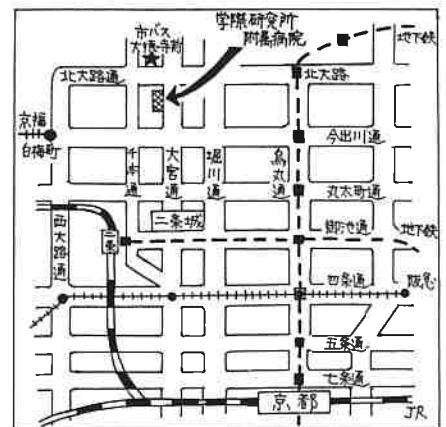 学際研究所
附属病院
市バス
大徳寺前
地下鉄
北大路通
北大路
京福
白梅町
今出川通
千本通
大宮通
堀川通
烏丸通
丸太町通
西大路通
二条
二条城
御池通
地下鉄
四条通
阪急
五条通
七条通
京都
JR